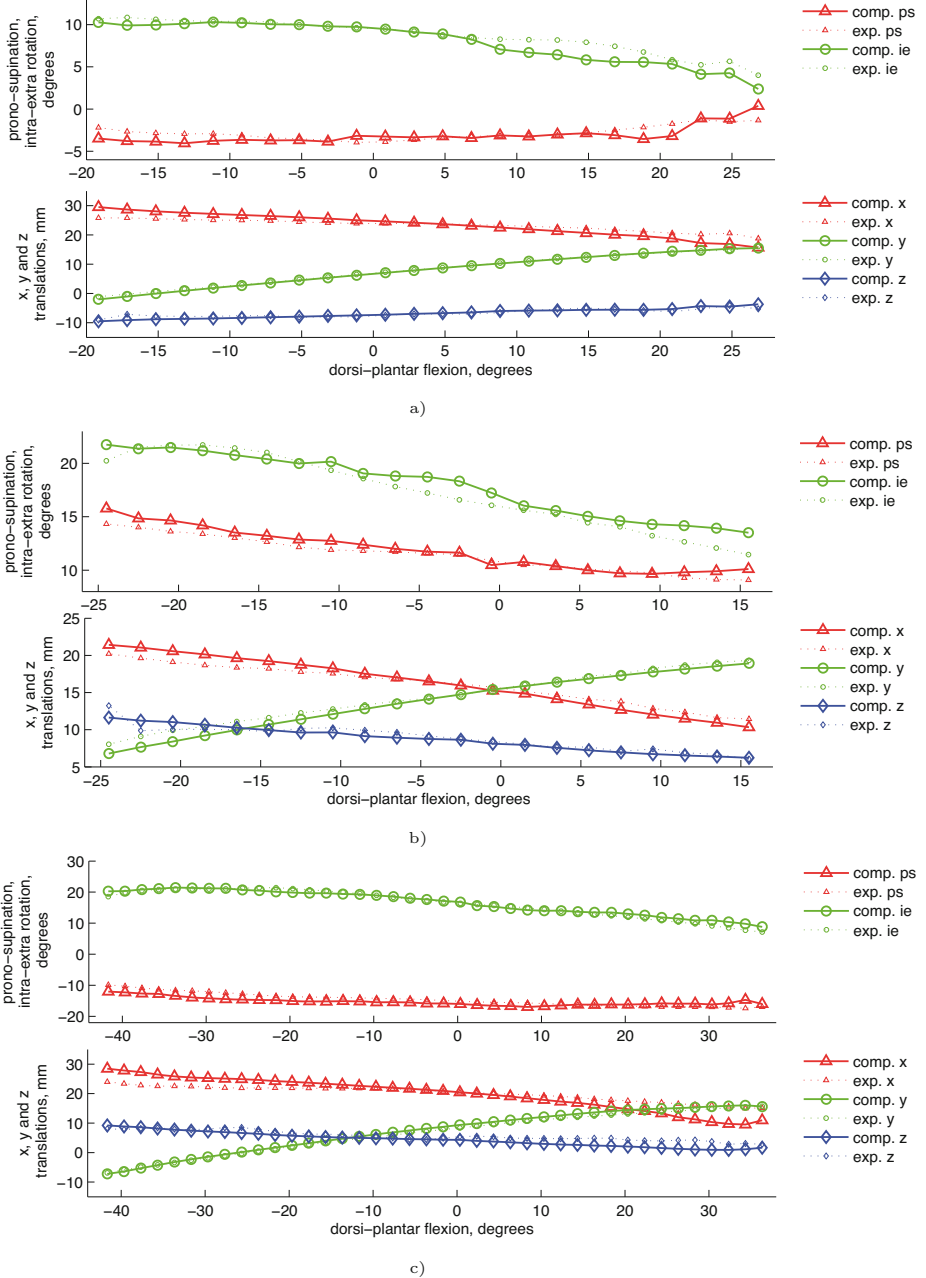 prono−supination,
intra−extra rotation,
degrees
10
5
0
−5
−20 −15 −10 −5 0 5 10 15 20 25
comp. ps
exp. ps
comp. ie
exp. ie
x, y and z
translations, mm
30
20
10
0
−10
−20 −15 −10 −5 0 5 10 15 20 25
dorsi−plantar flexion, degrees
comp. x
exp. x
comp. y
exp. y
comp. z
exp. z
a)
prono−supination,
intra−extra rotation,
degrees
20
15
10
−25 −20 −15 −10 −5 0 5 10 15
comp. ps
exp. ps
comp. ie
exp. ie
x, y and z
translations, mm
25
20
15
10
5
−25 −20 −15 −10 −5 0 5 10 15
dorsi−plantar flexion, degrees
comp. x
exp. x
comp. y
exp. y
comp. z
exp. z
b)
prono−supination,
intra−extra rotation,
degrees
30
20
10
0
−10
−20
−40 −30 −20 −10 0 10 20 30
comp. ps
exp. ps
comp. ie
exp. ie
x, y and z
translations, mm
30
20
10
0
−10
−40 −30 −20 −10 0 10 20 30
dorsi−plantar flexion, degrees
comp. x
exp. x
comp. y
exp. y
comp. z
exp. z
c)